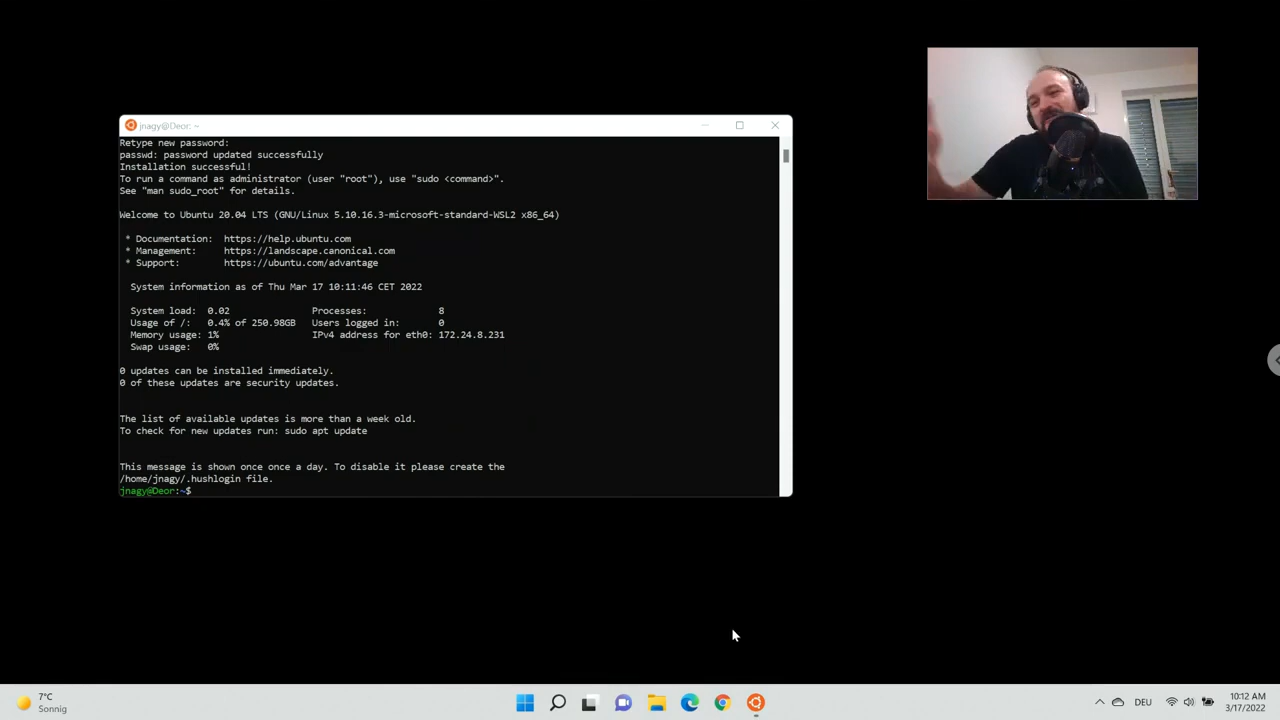 jnagy@Deor: ~
Retype new password:
passwd: password updated successfully
Installation successful!
To run a command as administrator (user "root"), use "sudo <command>".
See "man sudo_root" for details.
Welcome to Ubuntu 20.04 LTS (GNU/Linux 5.10.16.3-microsoft-standard-WSL2 x86_64)
* Documentation:  https://help.ubuntu.com
* Management:     https://landscape.canonical.com
* Support:        https://ubuntu.com/advantage
System information as of Thu Mar 17 10:11:46 CET 2022
System load:  0.02               Processes:             8
Usage of /:   0.4% of 250.98GB   Users logged in:       0
Memory usage: 1%                 IPv4 address for eth0: 172.24.8.231
Swap usage:   0%
0 updates can be installed immediately.
0 of these updates are security updates.
The list of available updates is more than a week old.
To check for new updates run: sudo apt update
This message is shown once once a day. To disable it please create the
/home/jnagy/.hushlogin file.
jnagy@Deor:~$
7°C
Sonnig
DEU
10:12 AM
3/17/2022